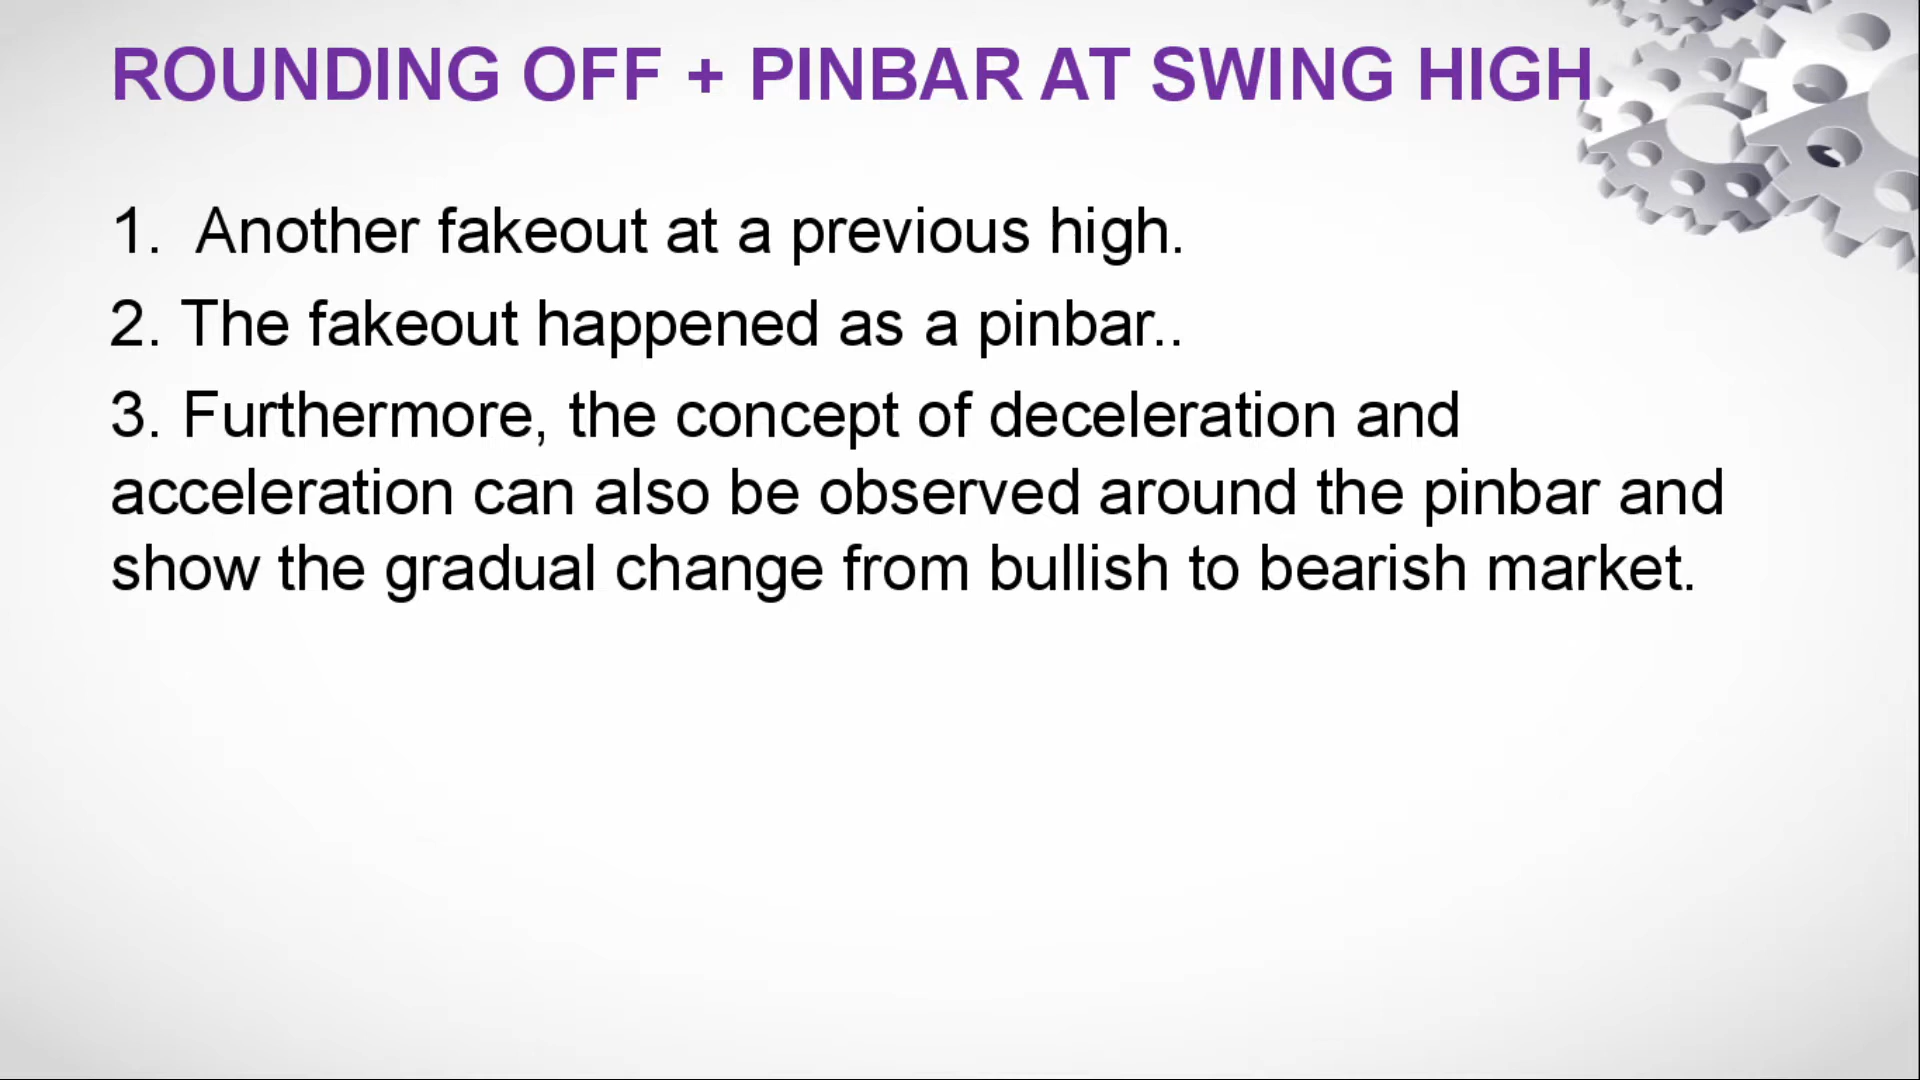 ROUNDING OFF + PINBAR AT SWING HIGH
1. Another fakeout at a previous high.
2. The fakeout happened as a pinbar..
3. Furthermore, the concept of deceleration and
acceleration can also be observed around the pinbar and
show the gradual change from bullish to bearish market.